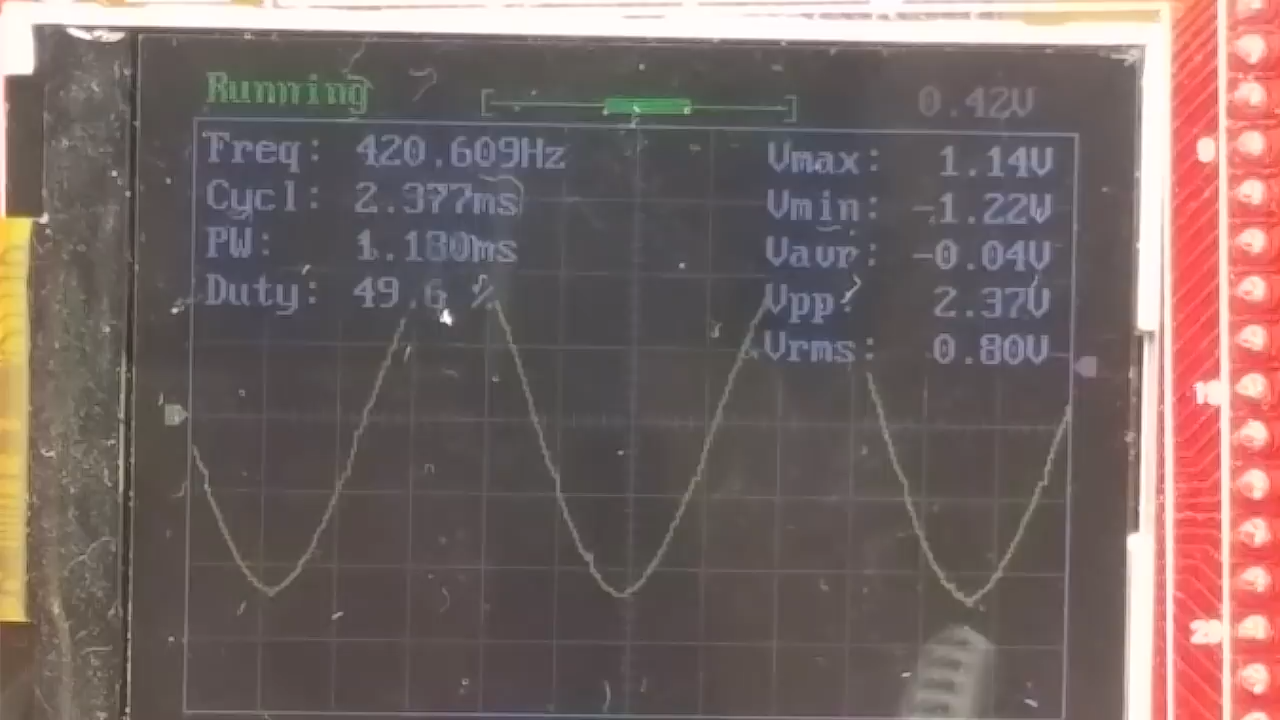 Running
0.42V
Freq: 420.609Hz
Cycl: 2.377ms
PW: 1.180ms
Duty: 49.6 %
Vmax: 1.14V
Vmin: -1.22V
Vavr: -0.04V
Vpp: 2.37V
Vrms: 0.80V
20